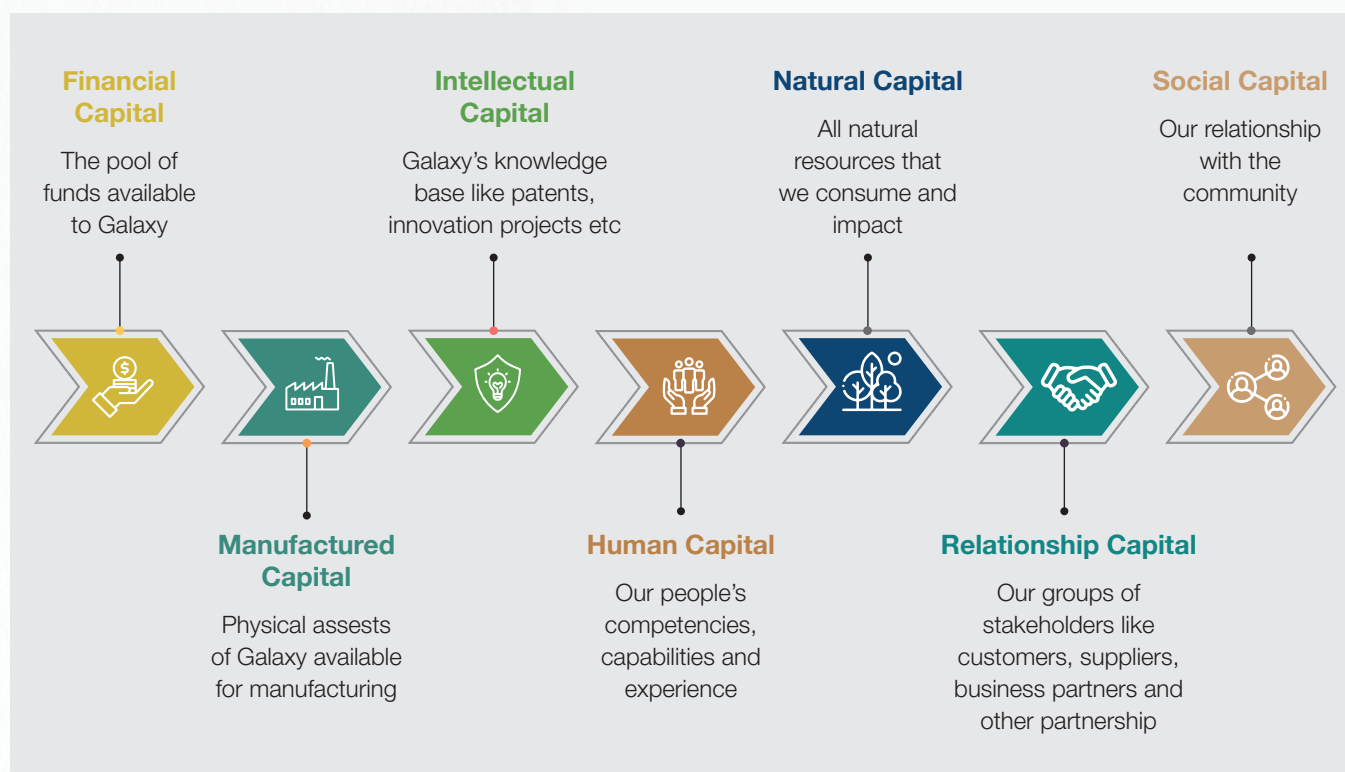 Financial
Capital
The pool of
funds available
to Galaxy
Intellectual
Capital
Galaxy’s knowledge
base like patents,
innovation projects etc
Natural Capital
All natural
resources that
we consume and
impact
Social Capital
Our relationship
with the
community
$
Manufactured
Capital
Physical assests
of Galaxy available
for manufacturing
Human Capital
Our people’s
competencies,
capabilities and
experience
Relationship Capital
Our groups of
stakeholders like
customers, suppliers,
business partners and
other partnership